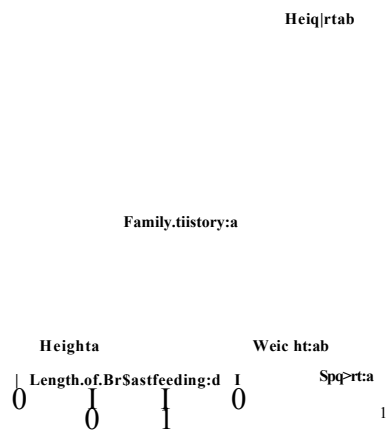 Heiq|rtab
Family.tiistory:a
Heighta Weic ht:ab
| Length.of.Br$astfeeding:d I Spq>rt:a
0 I I 0
0 1 1